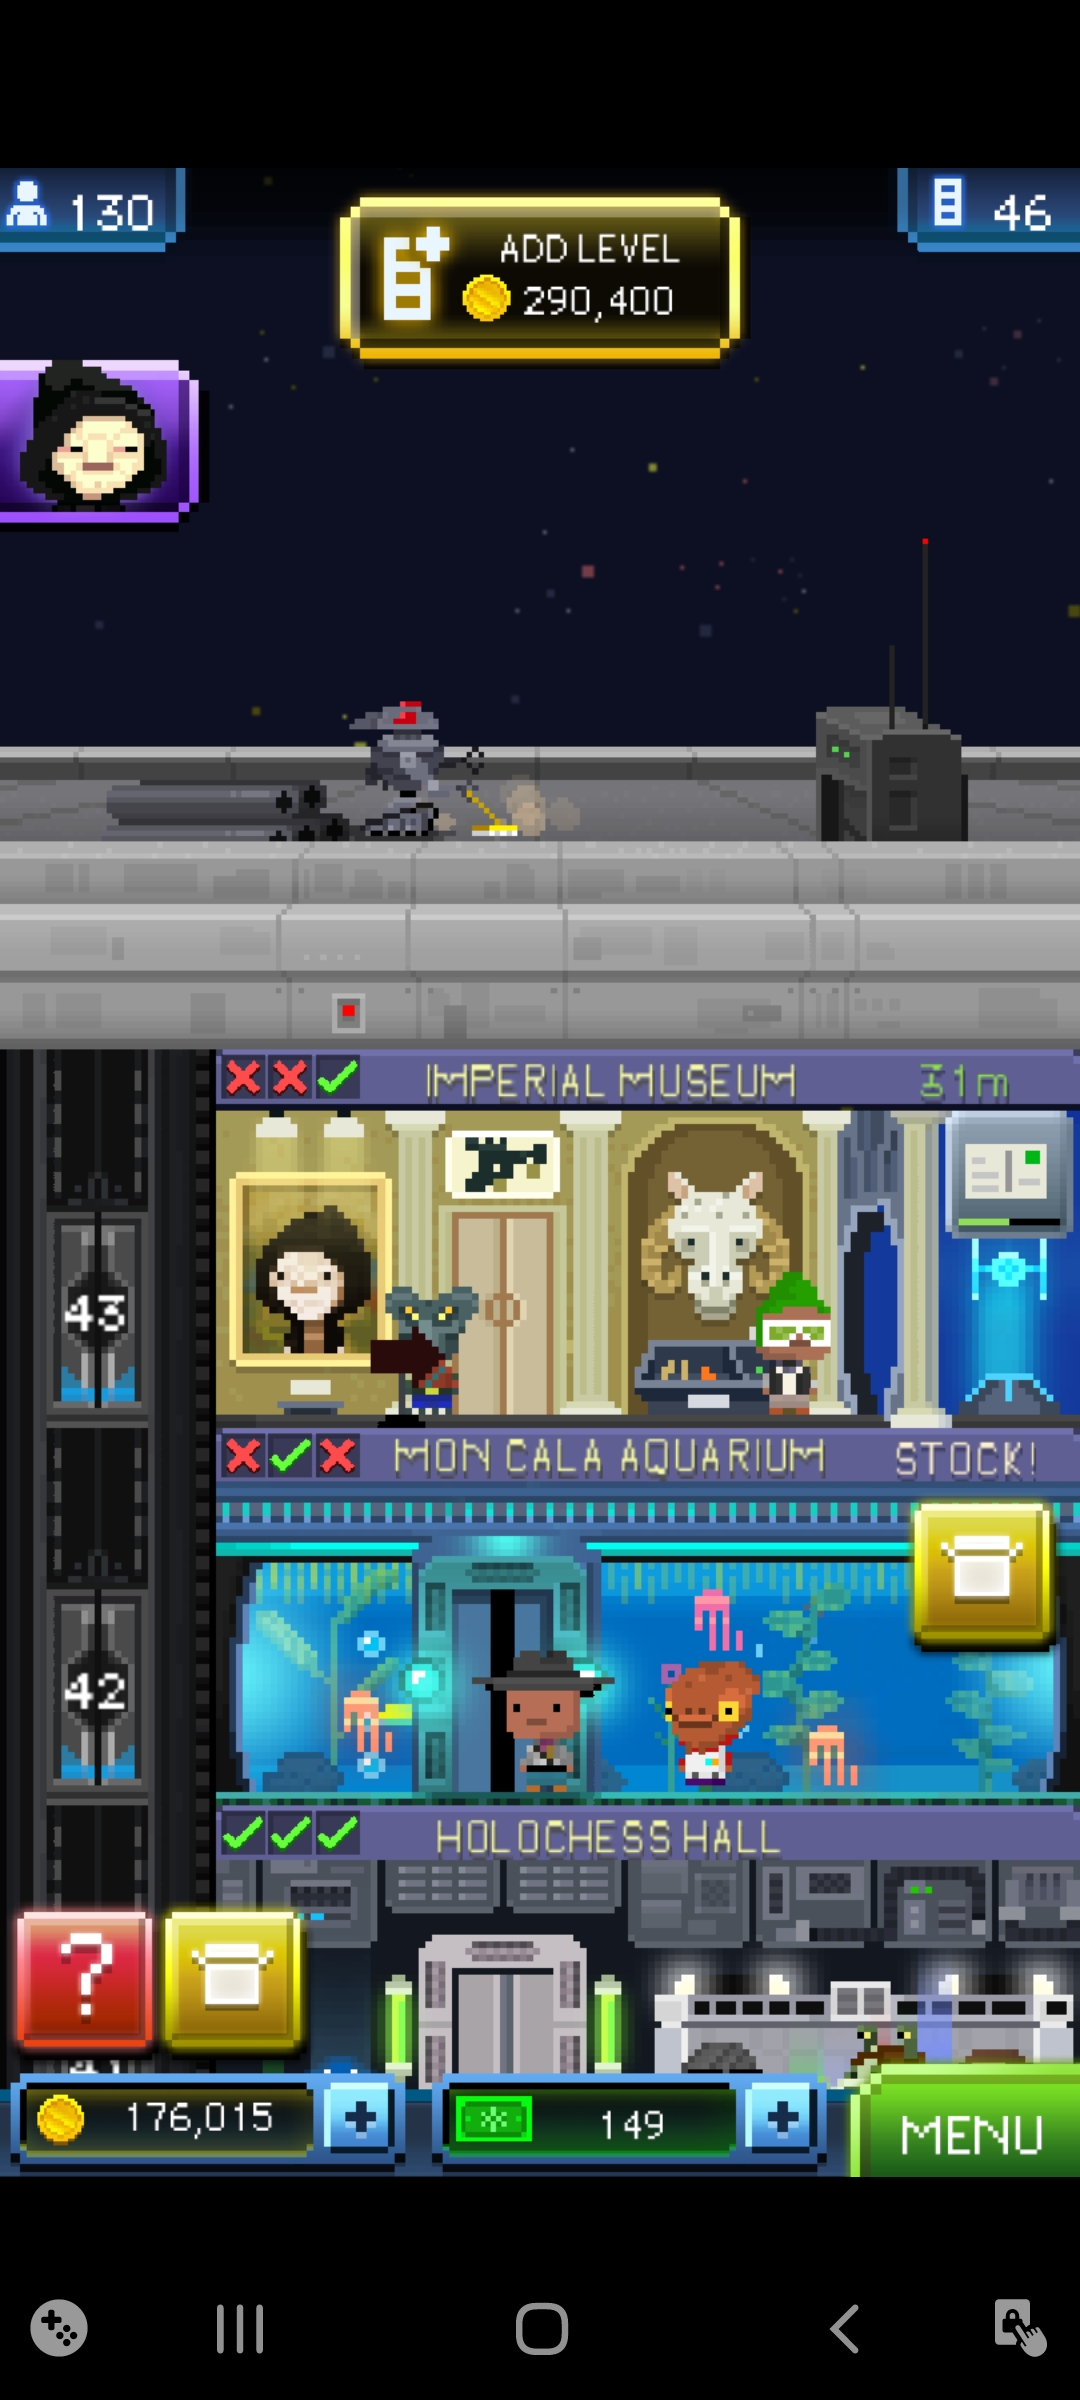 130
46
ADD LEVEL
290,400
IMPERIAL MUSEUM
31m
43
MON CALA AQUARIUM
STOCK!
42
HOLOCHESS HALL
?
176,015
149
MENU